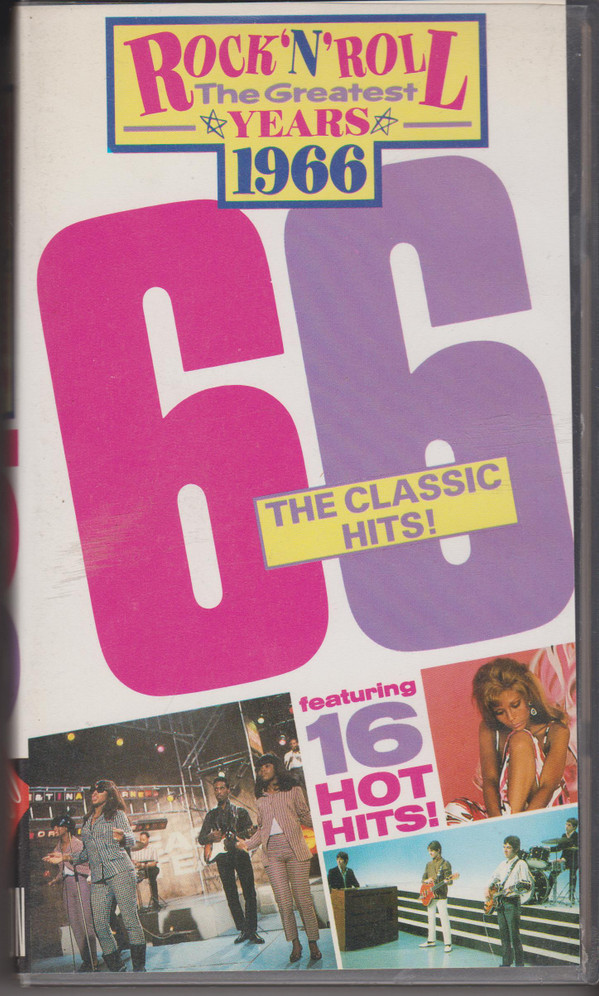 ROCK 'N' ROLL
The Greatest
YEARS
1966
66
THE CLASSIC
HITS!
featuring
16
HOT
HITS!